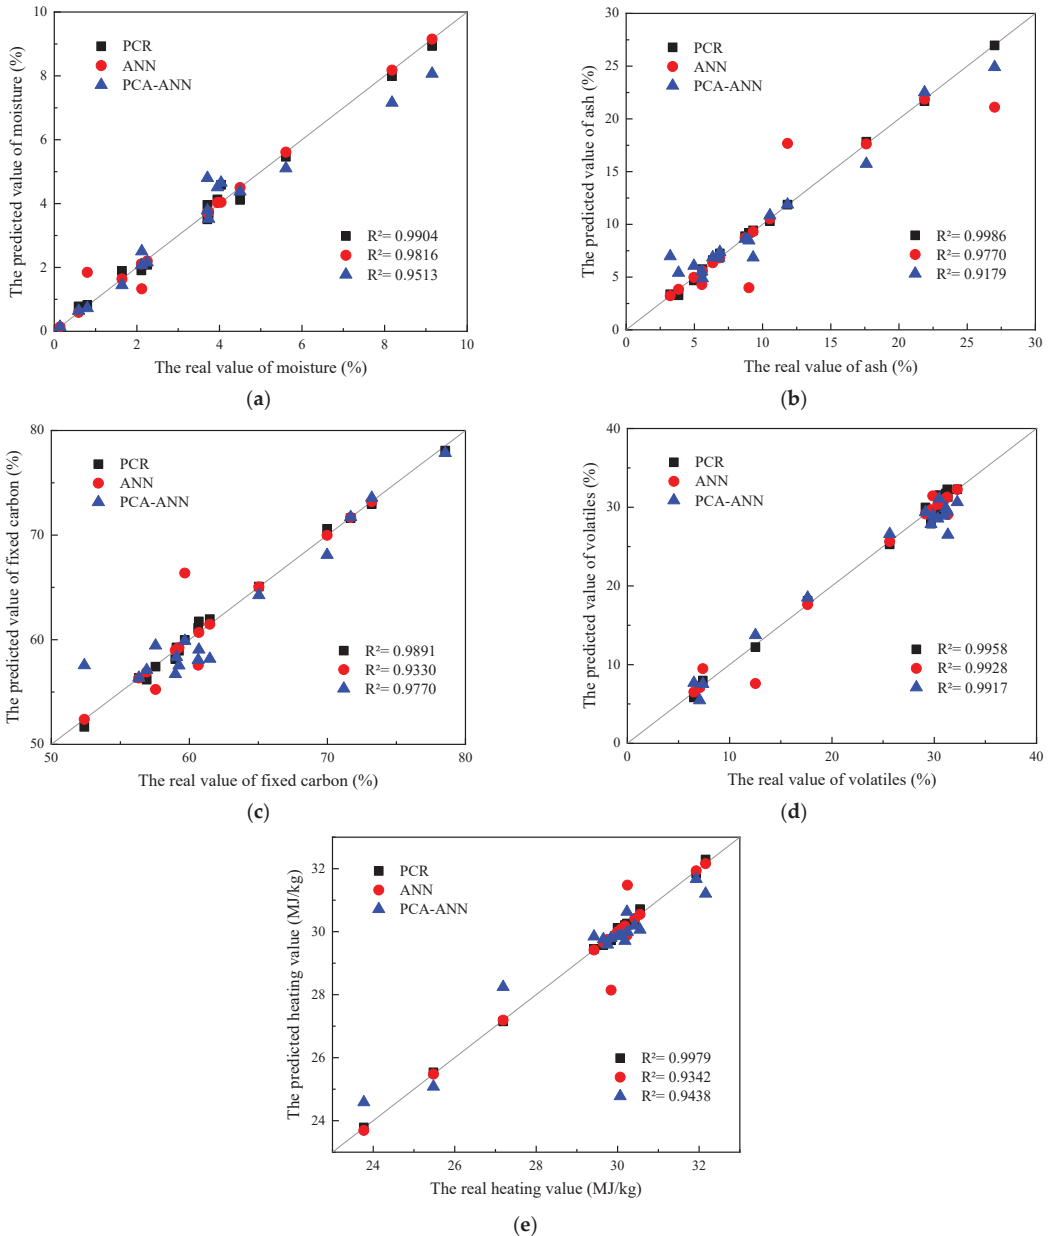 The predicted value of moisture (%)
10
8
6
4
2
0
PCR
ANN
PCA-ANN
R²= 0.9904
R²= 0.9816
R²= 0.9513
0 2 4 6 8 10
The real value of moisture (%)
(a)
The predicted value of ash (%)
30
25
20
15
10
5
0
PCR
ANN
PCA-ANN
R²= 0.9986
R²= 0.9770
R²= 0.9179
0 5 10 15 20 25 30
The real value of ash (%)
(b)
The predicted value of fixed carbon (%)
80
70
60
50
PCR
ANN
PCA-ANN
R²= 0.9891
R²= 0.9330
R²= 0.9770
50 60 70 80
The real value of fixed carbon (%)
(c)
The predicted value of volatiles (%)
40
30
20
10
0
PCR
ANN
PCA-ANN
R²= 0.9958
R²= 0.9928
R²= 0.9917
0 10 20 30 40
The real value of volatiles (%)
(d)
The predicted heating value (MJ/kg)
32
30
28
26
24
PCR
ANN
PCA-ANN
R²= 0.9979
R²= 0.9342
R²= 0.9438
24 26 28 30 32
The real heating value (MJ/kg)
(e)